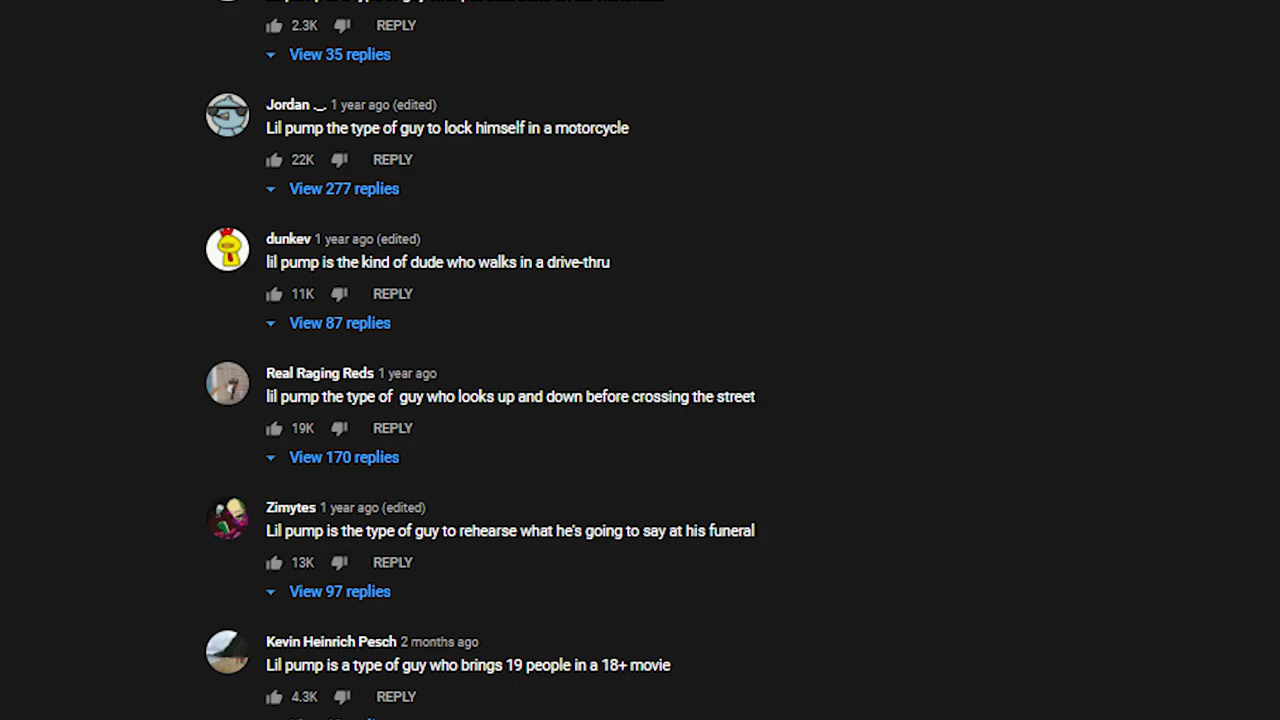 2.3K REPLY
View 35 replies
Jordan ._. 1 year ago (edited)
Lil pump the type of guy to lock himself in a motorcycle
22K REPLY
View 277 replies
dunkev 1 year ago (edited)
lil pump is the kind of dude who walks in a drive-thru
11K REPLY
View 87 replies
Real Raging Reds 1 year ago
lil pump the type of  guy who looks up and down before crossing the street
19K REPLY
View 170 replies
Zimytes 1 year ago (edited)
Lil pump is the type of guy to rehearse what he's going to say at his funeral
13K REPLY
View 97 replies
Kevin Heinrich Pesch 2 months ago
Lil pump is a type of guy who brings 19 people in a 18+ movie
4.3K REPLY